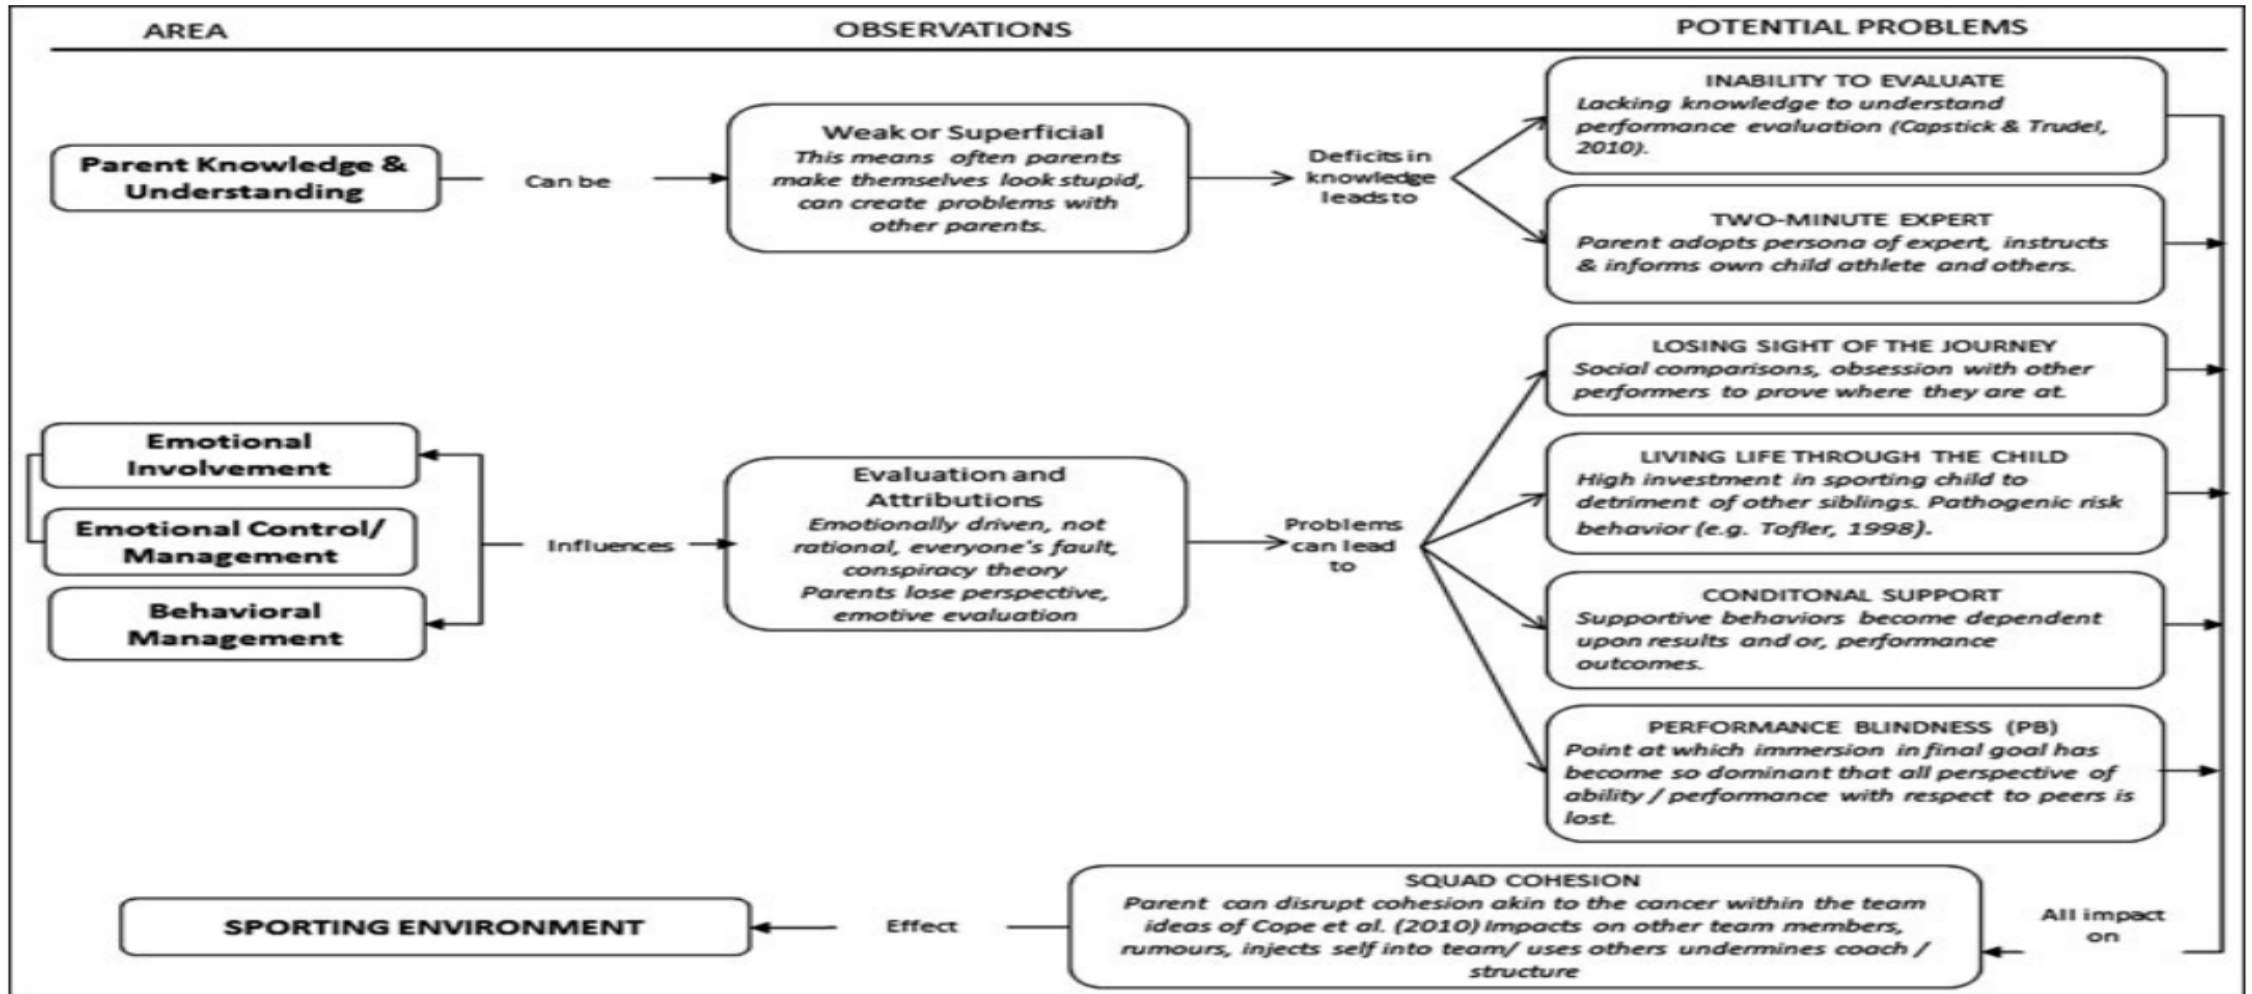 AREA
OBSERVATIONS
POTENTIAL PROBLEMS
Parent Knowledge &
Understanding
Can be
Weak or Superficial
This means often parents
make themselves look stupid,
can create problems with
other parents.
Deficits in
knowledge
leads to
INABILITY TO EVALUATE
Lacking knowledge to understand
performance evaluation (Capstick & Trudel,
2010).
TWO-MINUTE EXPERT
Parent adopts persona of expert, instructs
& informs own child athlete and others.
Emotional
Involvement
Emotional Control/
Management
Behavioral
Management
Influences
Evaluation and
Attributions
Emotionally driven, not
rational, everyone's fault,
conspiracy theory
Parents lose perspective,
emotive evaluation
Problems
can lead
to
LOSING SIGHT OF THE JOURNEY
Social comparisons, obsession with other
performers to prove where they are at.
LIVING LIFE THROUGH THE CHILD
High investment in sporting child to
detriment of other siblings. Pathogenic risk
behavior (e.g. Tofler, 1998).
CONDITONAL SUPPORT
Supportive behaviors become dependent
upon results and or, performance
outcomes.
PERFORMANCE BLINDNESS (PB)
Point at which immersion in final goal has
become so dominant that all perspective of
ability / performance with respect to peers is
lost.
All impact
on
SQUAD COHESION
Parent can disrupt cohesion akin to the cancer within the team
ideas of Cope et al. (2010) Impacts on other team members,
rumours, injects self into team/ uses others undermines coach /
structure
Effect
SPORTING ENVIRONMENT